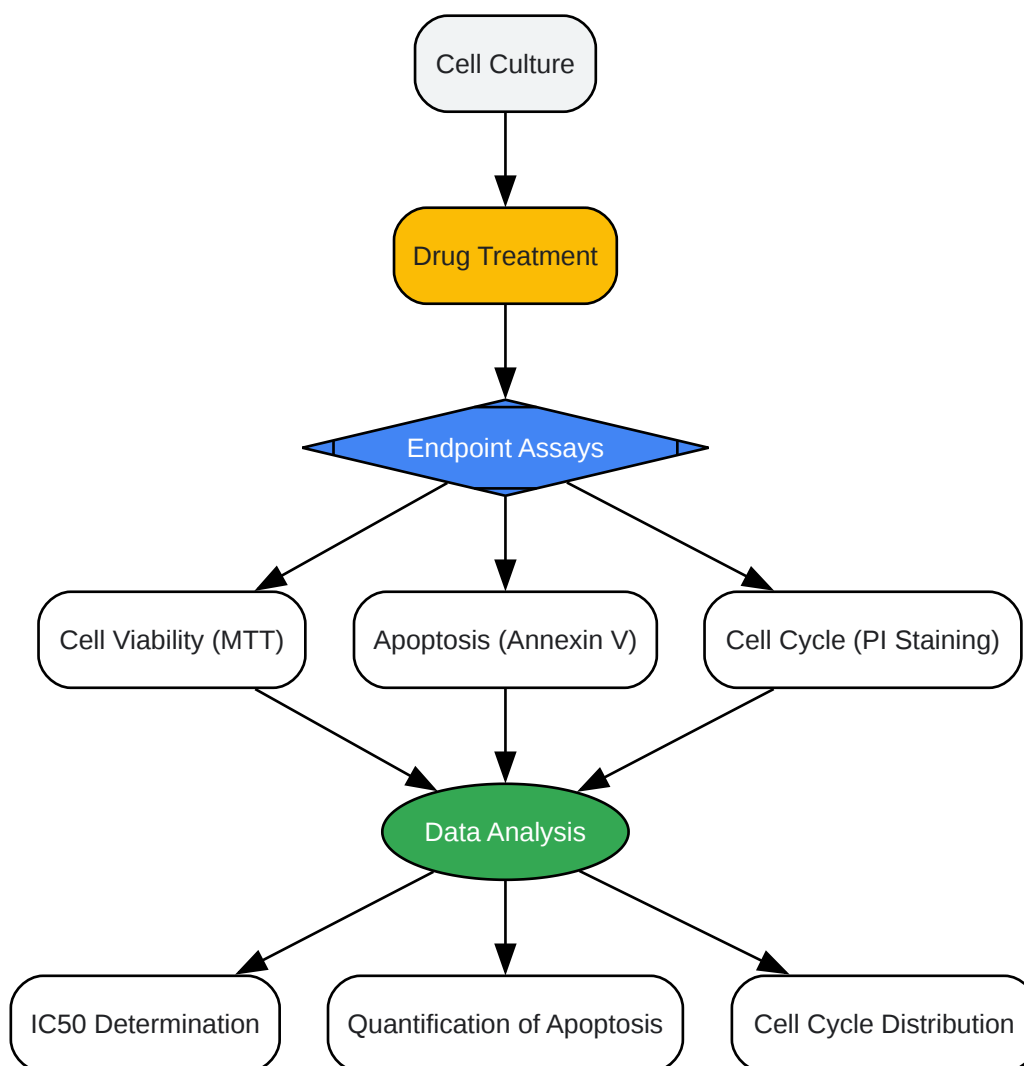 Cell Culture
Drug Treatment
Endpoint Assays
Cell Viability (MTT)
Apoptosis (Annexin V)
Cell Cycle (PI Staining)
Data Analysis
IC50 Determination
Quantification of Apoptosis
Cell Cycle Distribution